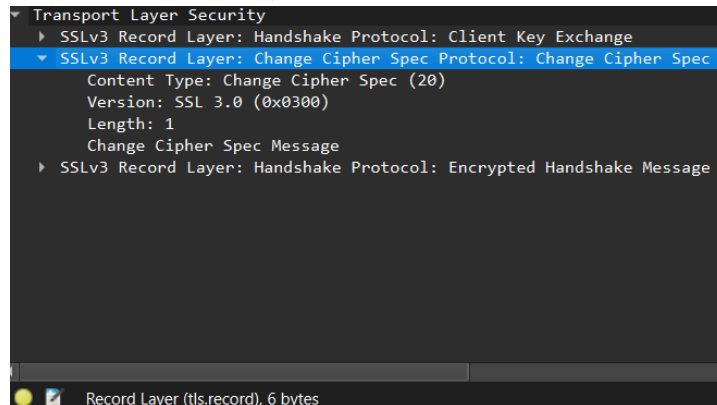 Transport Layer Security
SSLv3 Record Layer: Handshake Protocol: Client Key Exchange
SSLv3 Record Layer: Change Cipher Spec Protocol: Change Cipher Spec
Content Type: Change Cipher Spec (20)
Version: SSL 3.0 (0x0300)
Length: 1
Change Cipher Spec Message
SSLv3 Record Layer: Handshake Protocol: Encrypted Handshake Message
Record Layer (tls.record), 6 bytes